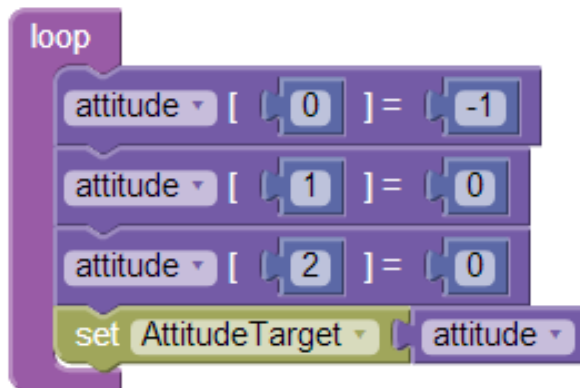 loop
attitude [ 0 ] = -1
attitude [ 1 ] = 0
attitude [ 2 ] = 0
set AttitudeTarget attitude